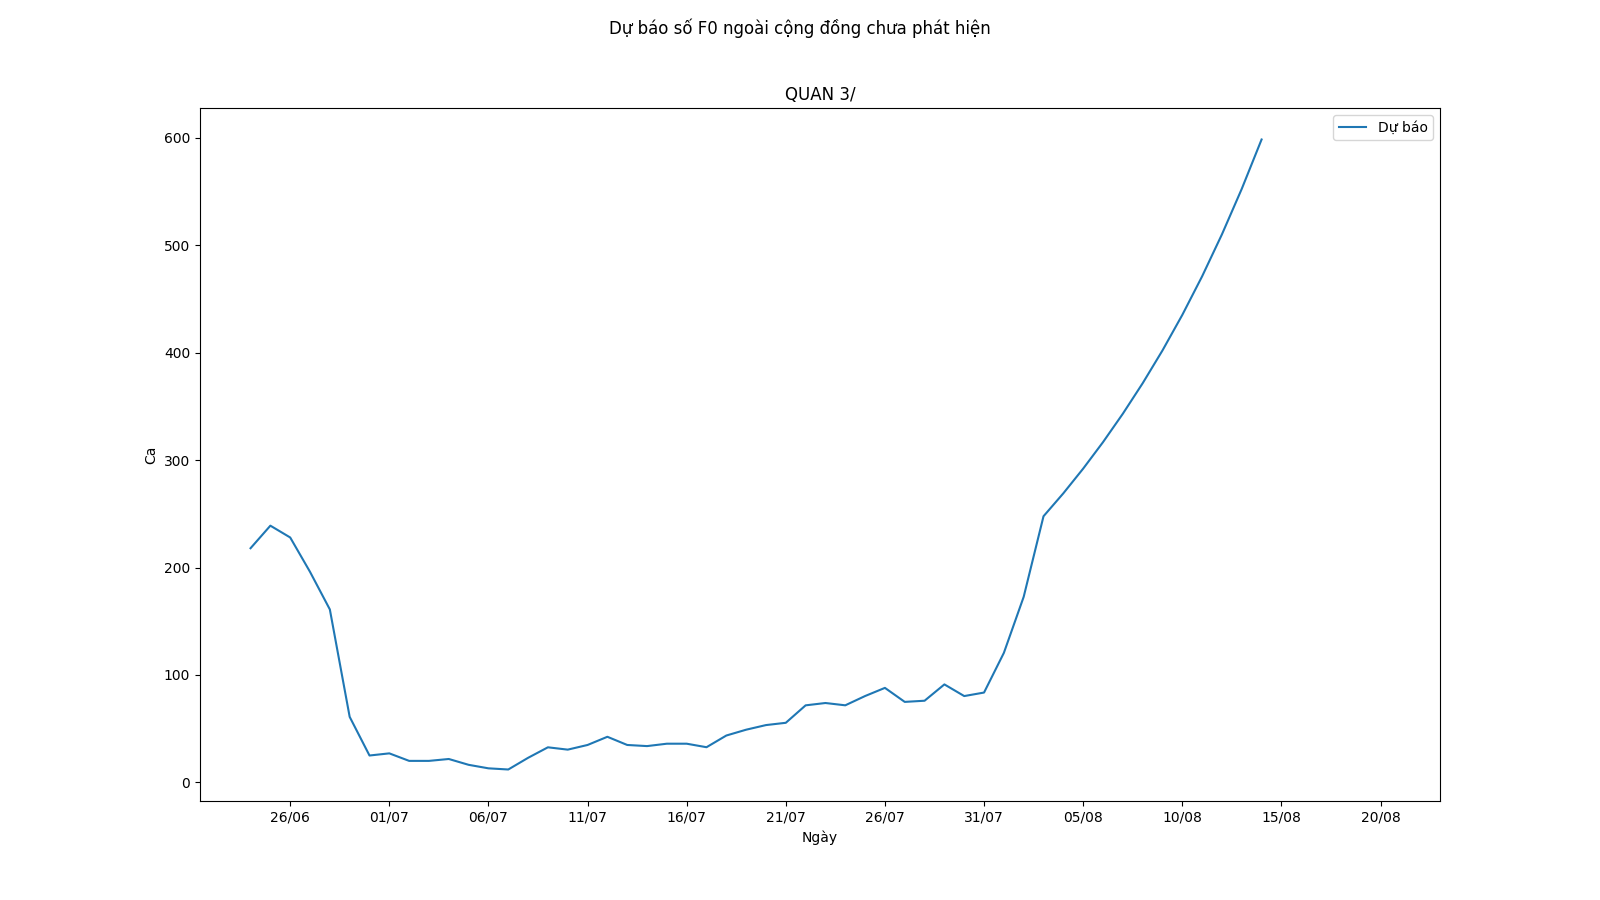 Dự báo số F0 ngoài cộng đồng chưa phát hiện
QUAN 3/
Dự báo
600
500
400
300
200
100
0
Ca
26/06 01/07 06/07 11/07 16/07 21/07 26/07 31/07 05/08 10/08 15/08 20/08
Ngày